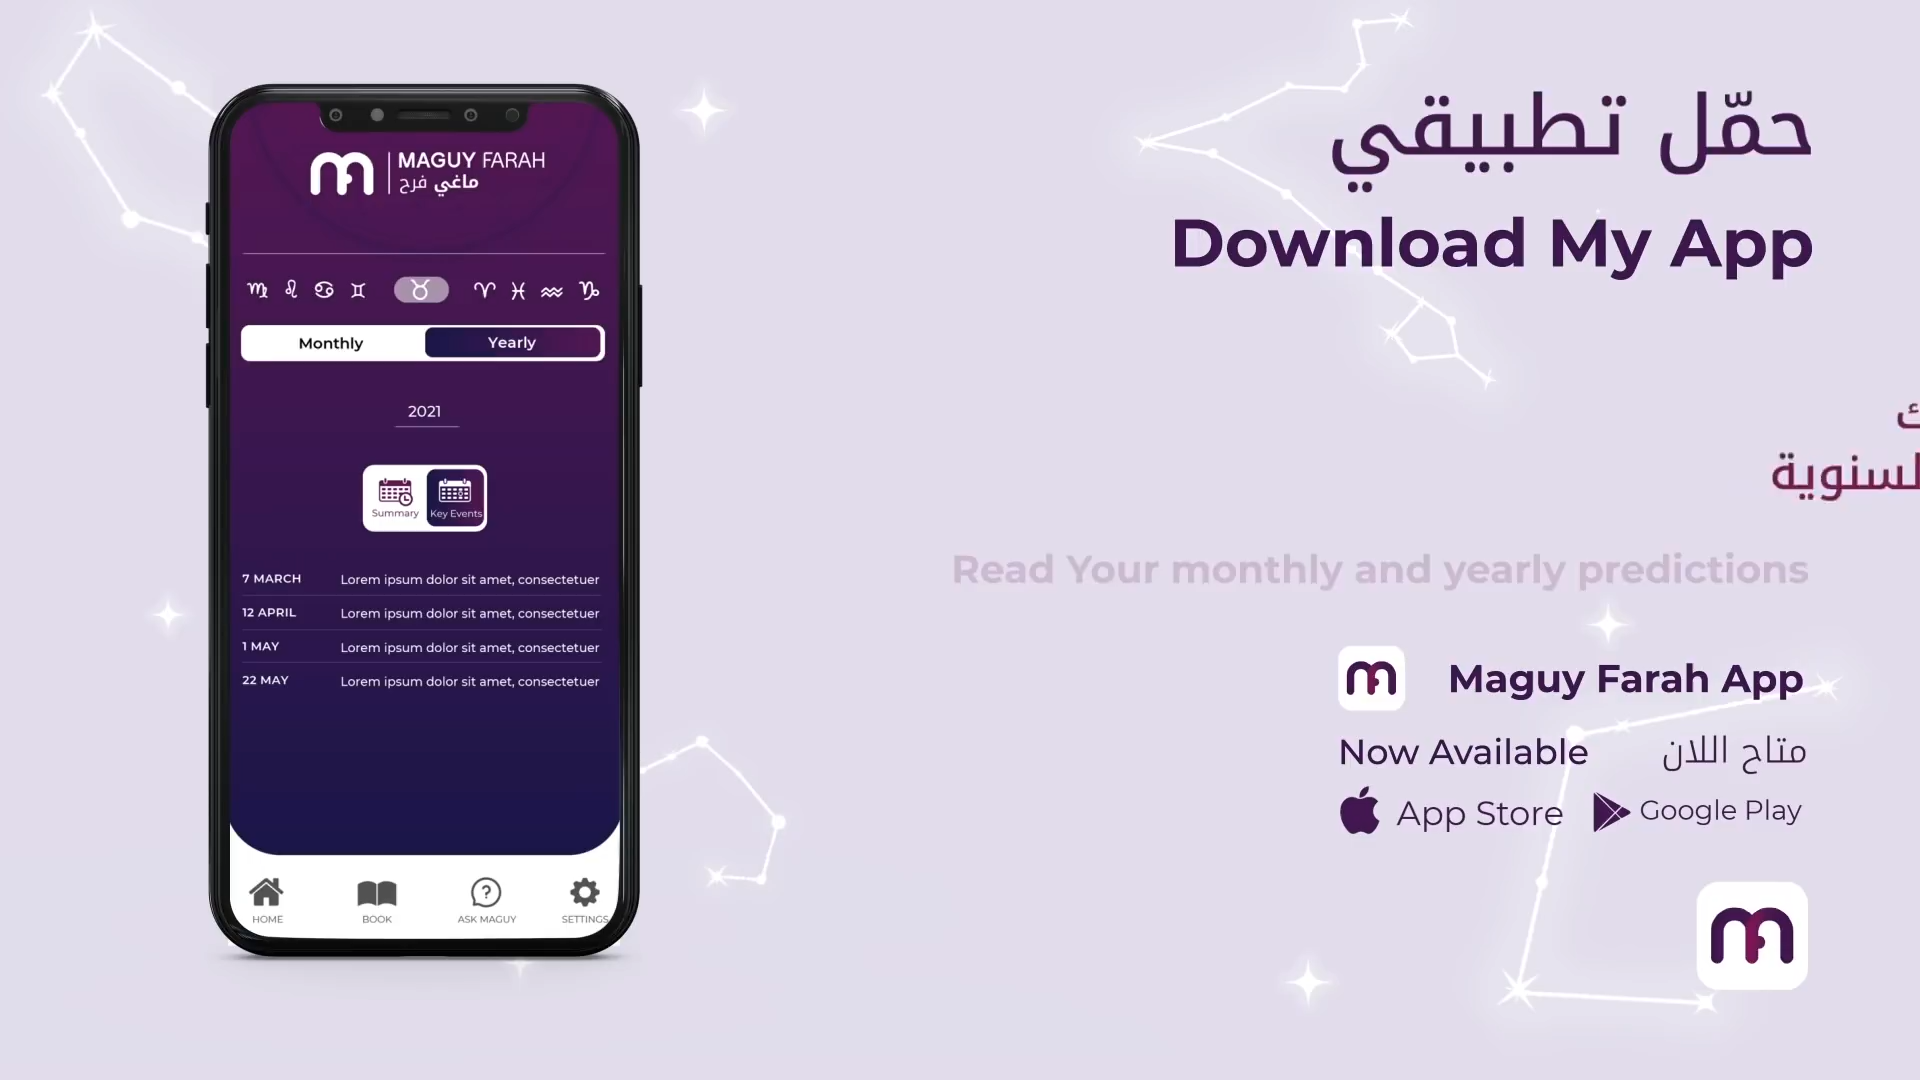 MAGUY FARAH
ماغي فرح
Monthly
Yearly
2021
Summary
Key Events
7 MARCH Lorem ipsum dolor sit amet, consectetuer
12 APRIL Lorem ipsum dolor sit amet, consectetuer
1 MAY Lorem ipsum dolor sit amet, consectetuer
22 MAY Lorem ipsum dolor sit amet, consectetuer
HOME
BOOK
ASK MAGUY
SETTINGS
حمّل تطبيقي
Download My App
Read Your monthly and yearly predictions
Maguy Farah App
Now Available
متاح اللان
App Store
Google Play